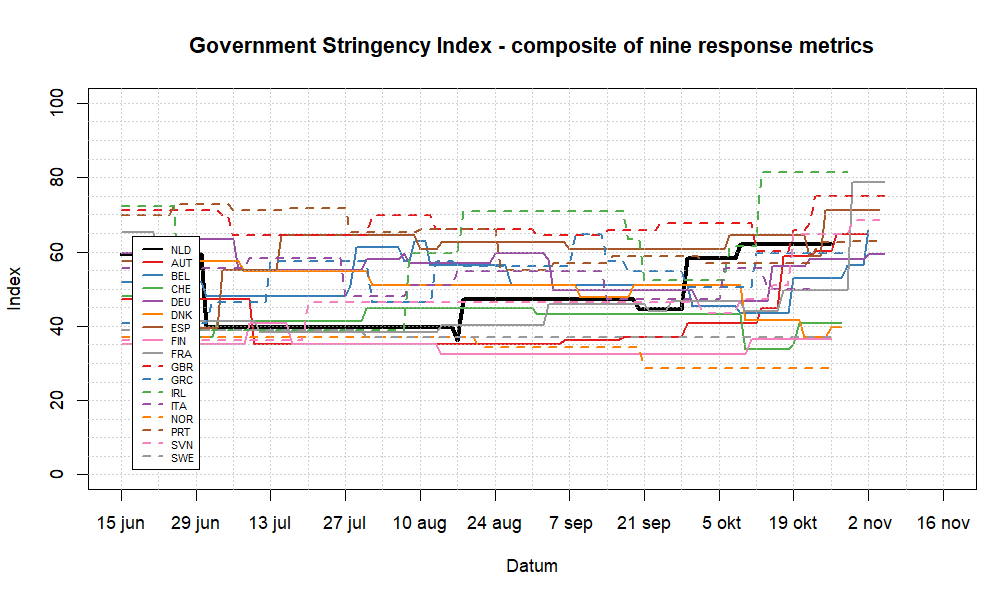 Government Stringency Index - composite of nine response metrics
Index
100
80
60
40
20
0
NLD
AUT
BEL
CHE
DEU
DNK
ESP
FIN
FRA
GBR
GRC
IRL
ITA
NOR
PRT
SVN
SWE
15 jun 29 jun 13 jul 27 jul 10 aug 24 aug 7 sep 21 sep 5 okt 19 okt 2 nov 16 nov
Datum